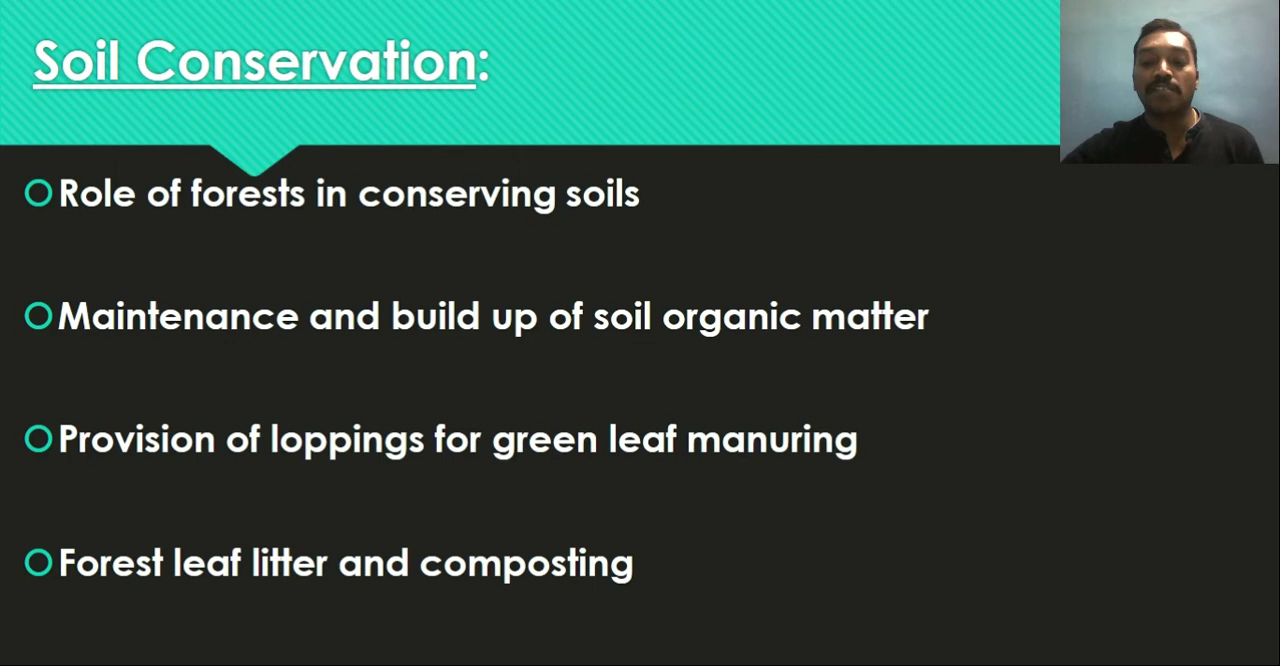 Soil Conservation:
Role of forests in conserving soils
Maintenance and build up of soil organic matter
Provision of loppings for green leaf manuring
Forest leaf litter and composting